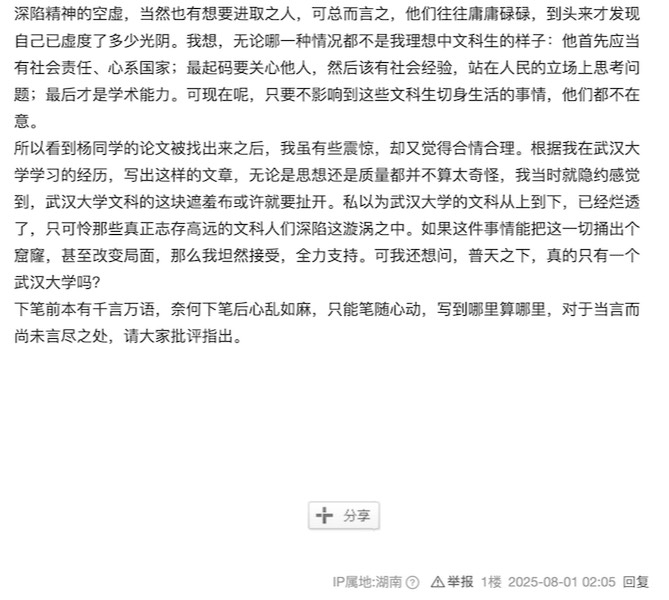 深陷精神的空虚，当然也有想要进取之人，可总而言之，他们往往庸庸碌碌，到头来才发现
自己已虚度了多少光阴。我想，无论哪一种情况都不是我理想中文科生的样子：他首先应当
有社会责任、心系国家；最起码要关心他人，然后该有社会经验，站在人民的立场上思考问
题；最后才是学术能力。可现在呢，只要不影响到这些文科生切身生活的事情，他们都不在
意。
所以看到杨同学的论文被找出来之后，我虽有些震惊，却又觉得合情合理。根据我在武汉大
学学习的经历，写出这样的文章，无论是思想还是质量都并不算太奇怪，我当时就隐约感觉
到，武汉大学文科的这块遮羞布或许就要扯开。私以为武汉大学的文科从上到下，已经烂透
了，只可怜那些真正志存高远的文科人们深陷这漩涡之中。如果这件事情能把这一切捅出个
窟窿，甚至改变局面，那么我坦然接受，全力支持。可我还想问，普天之下，真的只有一个
武汉大学吗?
下笔前本有千言万语，奈何下笔后心乱如麻，只能笔随心动，写到哪里算哪里，对于当言而
尚未言尽之处，请大家批评指出。
分享
IP属地:湖南 举报 1楼 2025-08-01 02:05 回复